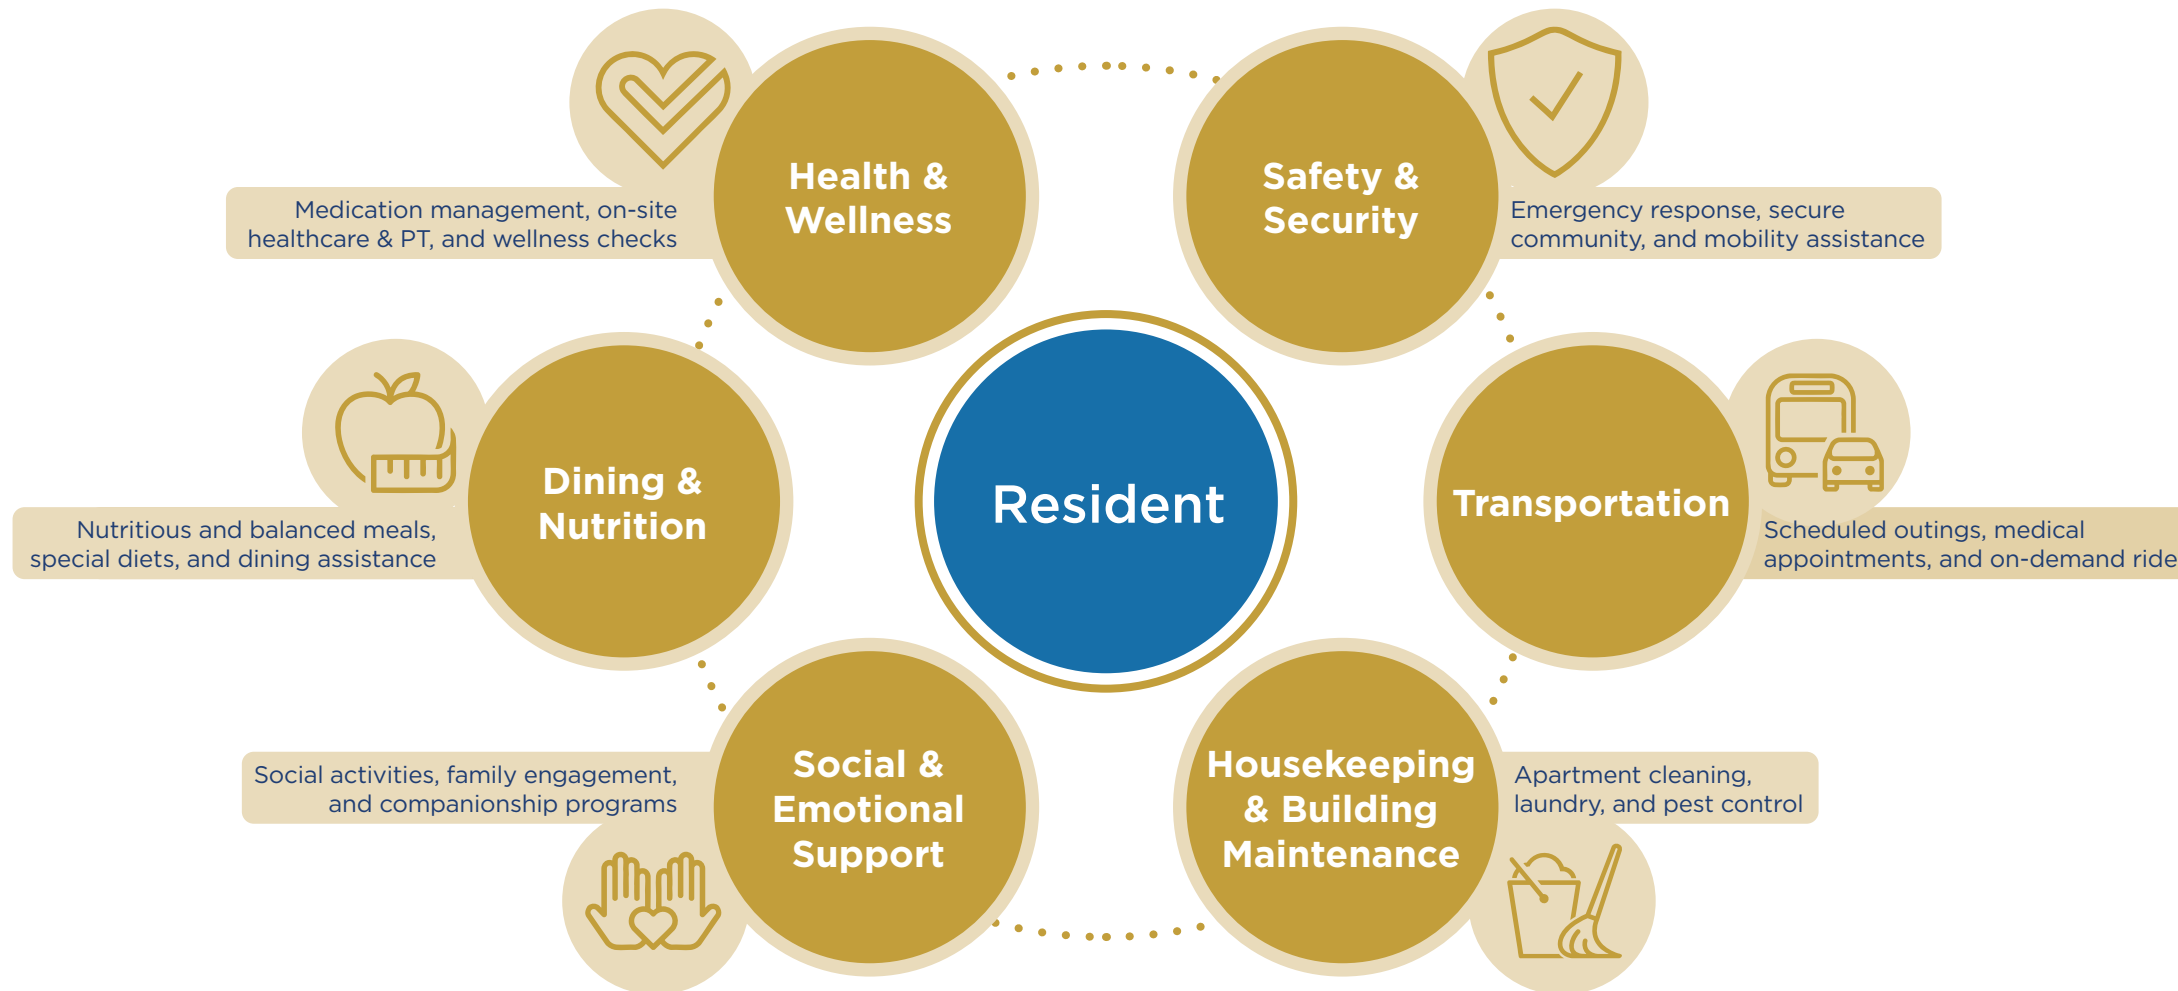 Health &
Wellness
Medication management, on-site
healthcare & PT, and wellness checks
Safety &
Security
Emergency response, secure
community, and mobility assistance
Dining &
Nutrition
Nutritious and balanced meals,
special diets, and dining assistance
Resident
Transportation
Scheduled outings, medical
appointments, and on-demand ride
Social &
Emotional
Support
Social activities, family engagement,
and companionship programs
Housekeeping
& Building
Maintenance
Apartment cleaning,
laundry, and pest control